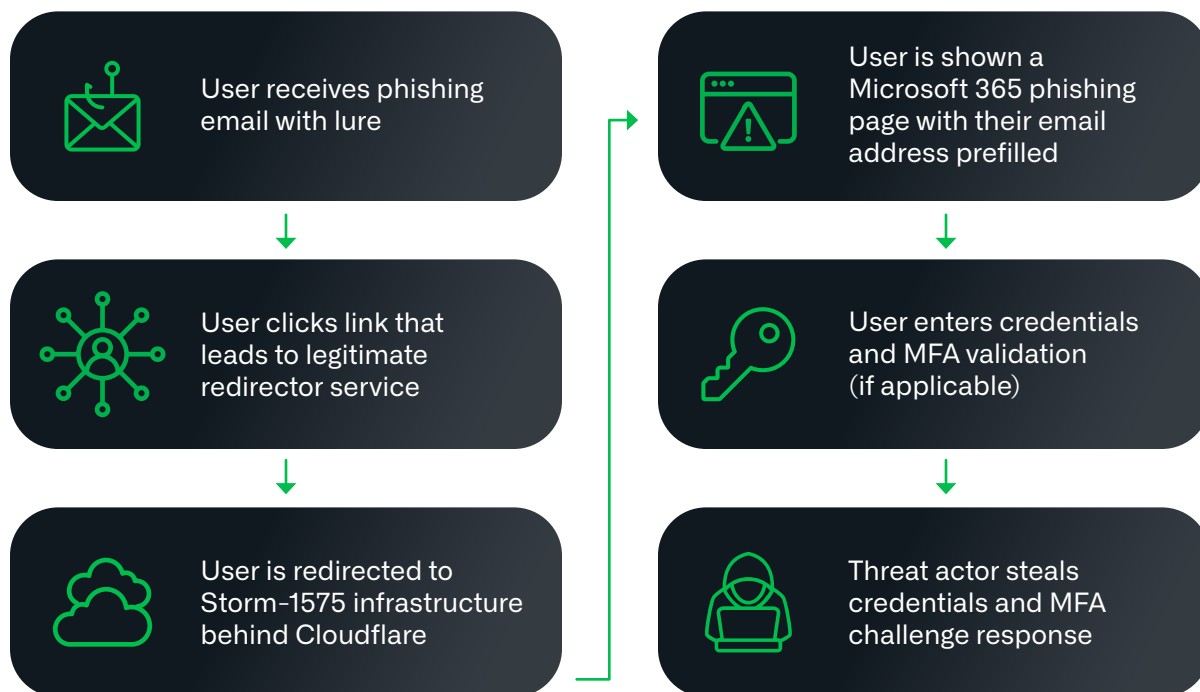 User receives phishing
email with lure
User clicks link that
leads to legitimate
redirector service
User is redirected to
Storm-1575 infrastructure
behind Cloudflare
User is shown a
Microsoft 365 phishing
page with their email
address prefilled
User enters credentials
and MFA validation
(if applicable)
Threat actor steals
credentials and MFA
challenge response